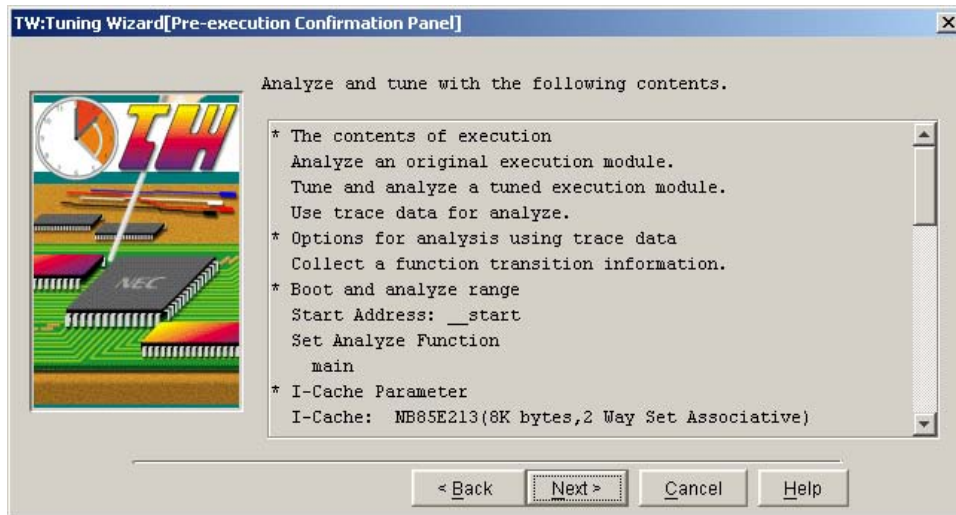 TW:Tuning Wizard[Pre-execution Confirmation Panel]
Analyze and tune with the following contents.
TW
NEC
* The contents of execution
Analyze an original execution module.
Tune and analyze a tuned execution module.
Use trace data for analyze.
* Options for analysis using trace data
Collect a function transition information.
* Boot and analyze range
Start Address: __start
Set Analyze Function
main
* I-Cache Parameter
I-Cache: NB85E213(8K bytes,2 Way Set Associative)
< Back Next > Cancel Help